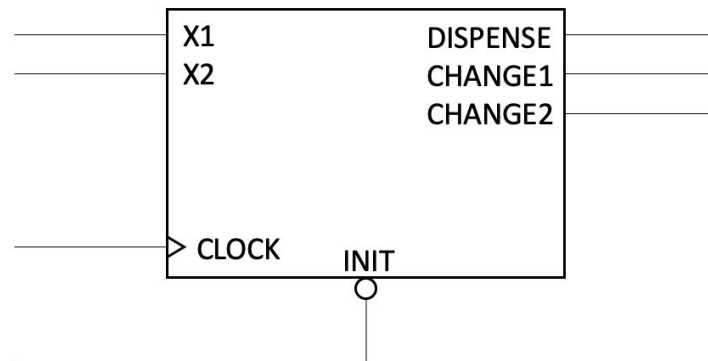 X1 DISPENSE
X2 CHANGE1
CHANGE2
CLOCK
INIT